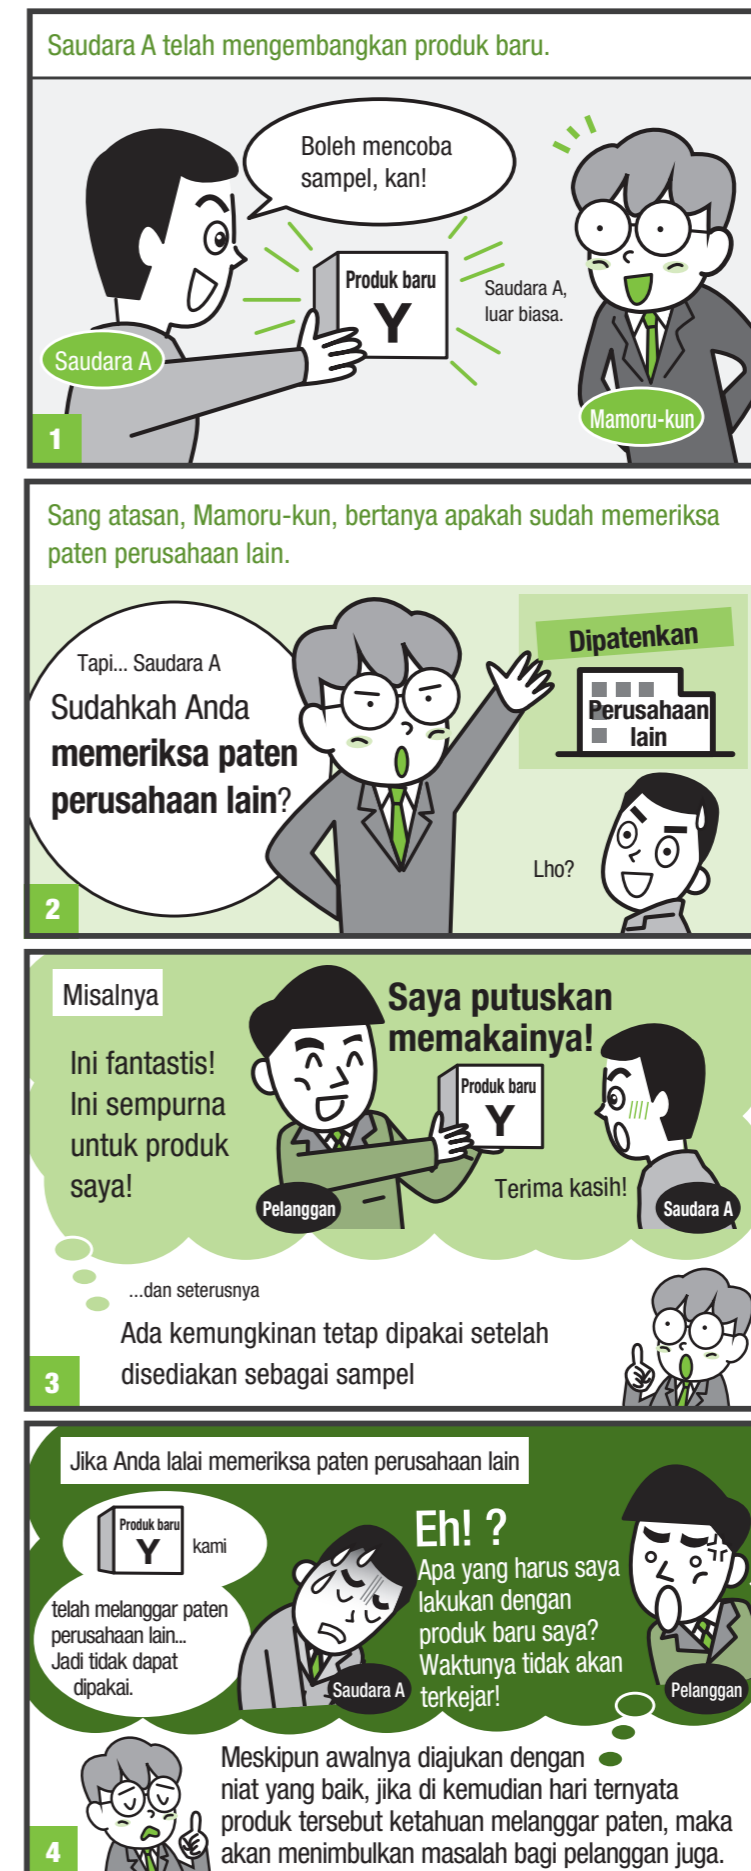 Saudara A telah mengembangkan produk baru.
Boleh mencoba
sampel, kan!
Produk baru
Y
Saudara A,
luar biasa.
Saudara A
Mamoru-kun
1
Sang atasan, Mamoru-kun, bertanya apakah sudah memeriksa
paten perusahaan lain.
Tapi... Saudara A
Sudahkah Anda
memeriksa paten
perusahaan lain?
Dipatenkan
Perusahaan
lain
Lho?
2
Misalnya
Ini fantastis!
Ini sempurna
untuk produk
saya!
Saya putuskan
memakainya!
Produk baru
Y
Pelanggan
Terima kasih!
Saudara A
...dan seterusnya
Ada kemungkinan tetap dipakai setelah
disediakan sebagai sampel
3
Jika Anda lalai memeriksa paten perusahaan lain
Produk baru
Y
kami
telah melanggar paten
perusahaan lain...
Jadi tidak dapat
dipakai.
Saudara A
Eh! ?
Apa yang harus saya
lakukan dengan
produk baru saya?
Waktunya tidak akan
terkejar!
Pelanggan
Meskipun awalnya diajukan dengan
niat yang baik, jika di kemudian hari ternyata
produk tersebut ketahuan melanggar paten, maka
akan menimbulkan masalah bagi pelanggan juga.
4